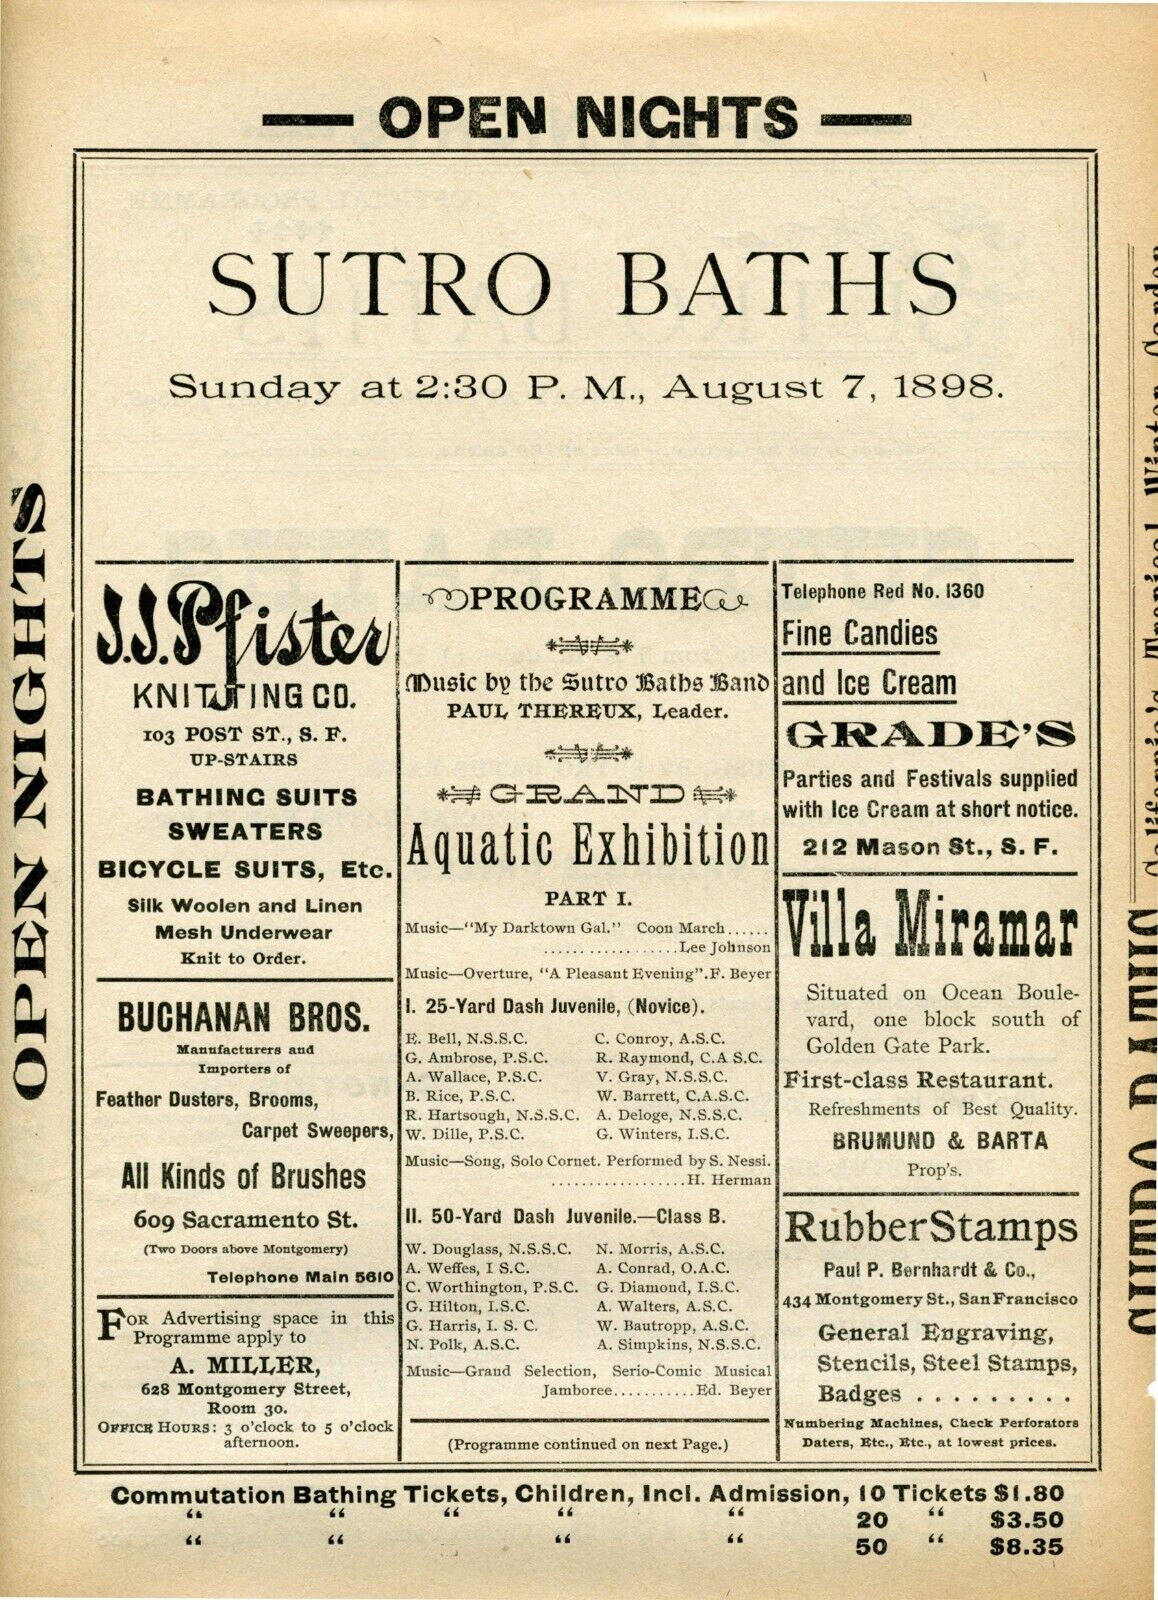 OPEN NIGHTS
SUTRO BATHS
Sunday at 2:30 P. M., August 7, 1898.
OPEN NIGHTS
J.J. Pfister
KNITTING CO.
103 POST ST., S. F.
UP-STAIRS
BATHING SUITS
SWEATERS
BICYCLE SUITS, Etc.
Silk Woolen and Linen
Mesh Underwear
Knit to Order.
BUCHANAN BROS.
Manufacturers and
Importers of
Feather Dusters, Brooms,
Carpet Sweepers,
All Kinds of Brushes
609 Sacramento St.
(Two Doors above Montgomery)
Telephone Main 5610
FOR Advertising space in this
Programme apply to
A. MILLER,
628 Montgomery Street,
Room 30.
OFFICE HOURS: 3 o'clock to 5 o'clock
afternoon.
PROGRAMME
Music by the Sutro Baths Band
PAUL THEREUX, Leader.
GRAND
Aquatic Exhibition
PART I.
Music—"My Darktown Gal." Coon March......
...................Lee Johnson
Music—Overture, "A Pleasant Evening".F. Beyer
I. 25-Yard Dash Juvenile, (Novice).
E. Bell, N.S.S.C. C. Conroy, A.S.C.
G. Ambrose, P.S.C. R. Raymond, C.A S.C.
A. Wallace, P.S.C. V. Gray, N.S.S.C.
B. Rice, P.S.C. W. Barrett, C.A.S.C.
R. Hartsough, N.S.S.C. A. Deloge, N.S.S.C.
W. Dille, P.S.C. G. Winters, I.S.C.
Music—Song, Solo Cornet. Performed by S. Nessi.
..................H. Herman
II. 50-Yard Dash Juvenile.—Class B.
W. Douglass, N.S.S.C. N. Morris, A.S.C.
A. Weffes, I S.C. A. Conrad, O.A.C.
C. Worthington, P.S.C. G. Diamond, I.S.C.
G. Hilton, I.S.C. A. Walters, A.S.C.
G. Harris, I. S. C. W. Bautropp, A.S.C.
N. Polk, A.S.C. A. Simpkins, N.S.S.C.
Music—Grand Selection, Serio-Comic Musical
Jamboree...........Ed. Beyer
(Programme continued on next Page.)
Telephone Red No. 1360
Fine Candies
and Ice Cream
GRADE'S
Parties and Festivals supplied
with Ice Cream at short notice.
212 Mason St., S. F.
Villa Miramar
Situated on Ocean Boule-
vard, one block south of
Golden Gate Park.
First-class Restaurant.
Refreshments of Best Quality.
BRUMUND & BARTA
Prop's.
Rubber Stamps
Paul P. Bernhardt & Co.,
434 Montgomery St., San Francisco
General Engraving,
Stencils, Steel Stamps,
Badges . . . . . . . . .
Numbering Machines, Check Perforators
Daters, Etc., Etc., at lowest prices.
SUTRO BATHS California's Tropical Winter Garden
Commutation Bathing Tickets, Children, Incl. Admission, 10 Tickets $1.80
" " " " " 20 " $3.50
" " " " 50 " $8.35